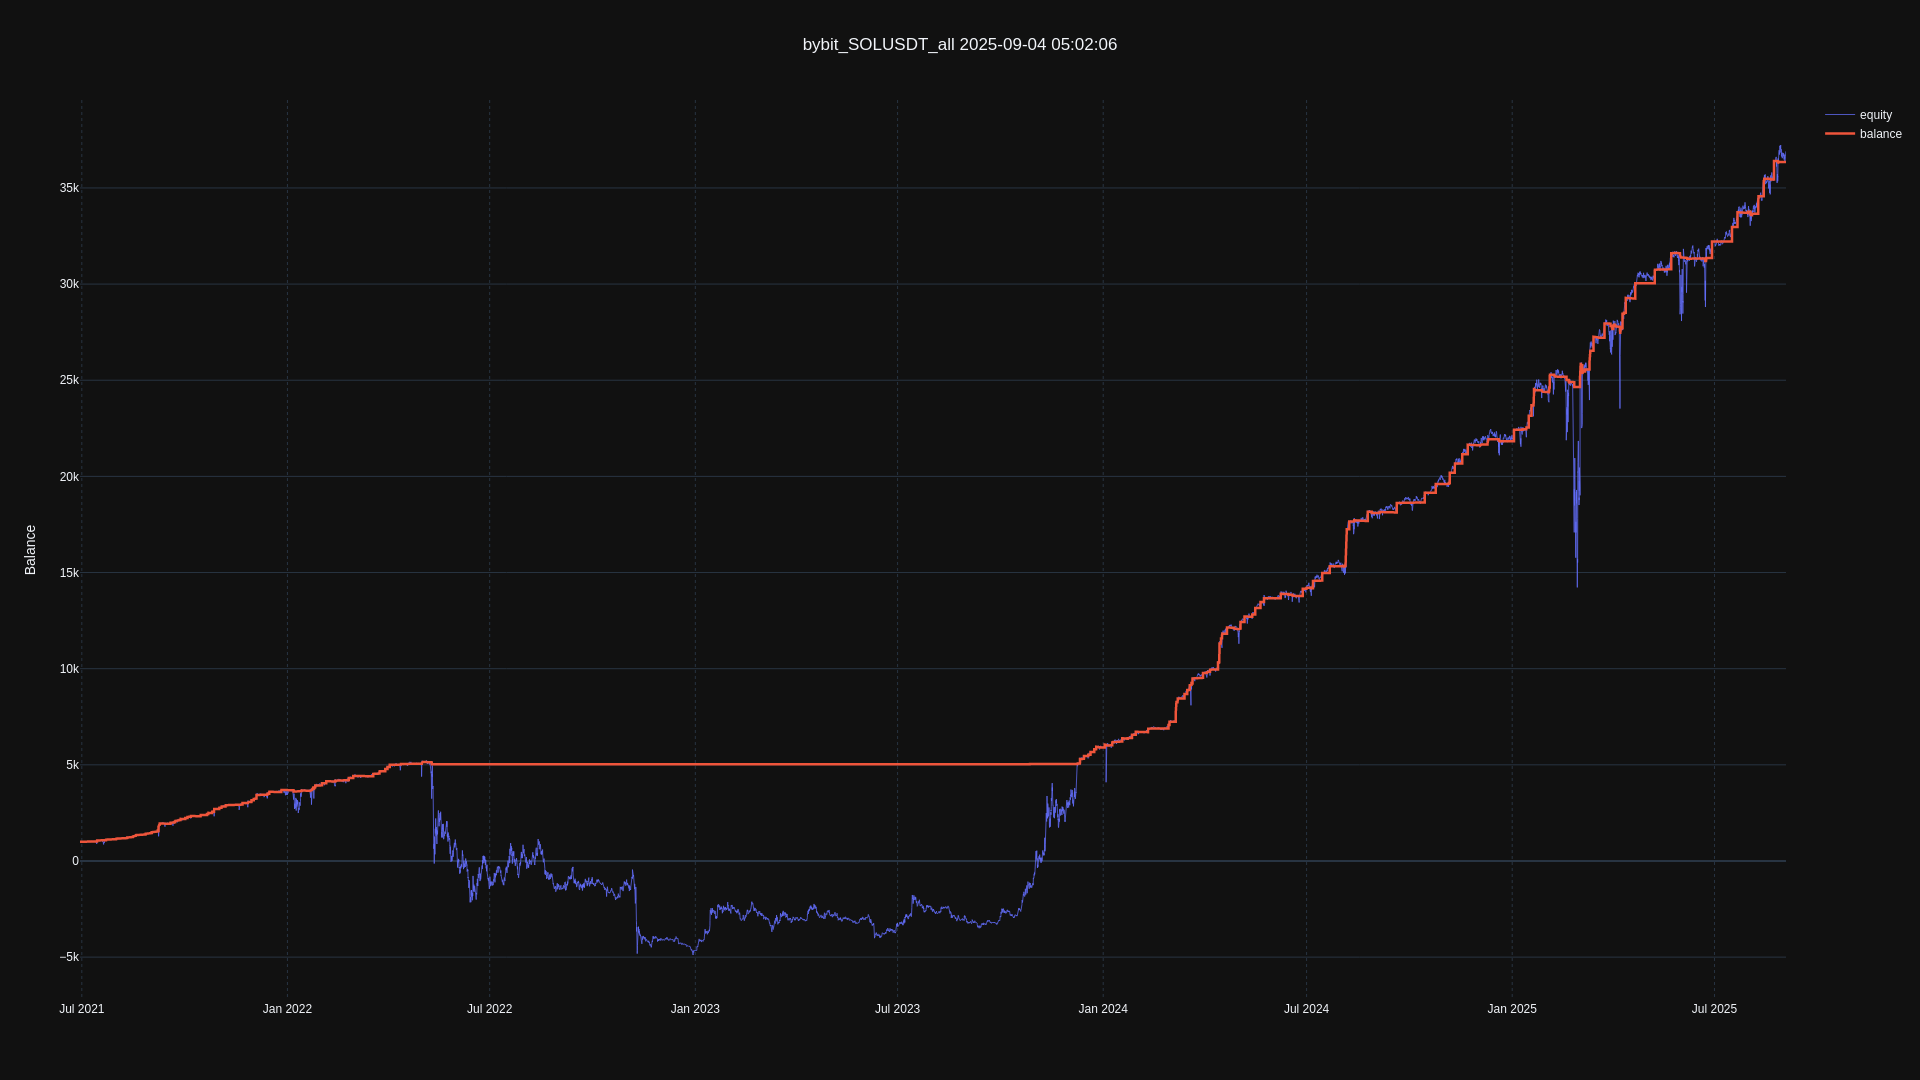 bybit_SOLUSDT_all 2025-09-04 05:02:06
equity
balance
35k
30k
25k
20k
15k
10k
5k
0
−5k
Balance
Jul 2021
Jan 2022
Jul 2022
Jan 2023
Jul 2023
Jan 2024
Jul 2024
Jan 2025
Jul 2025